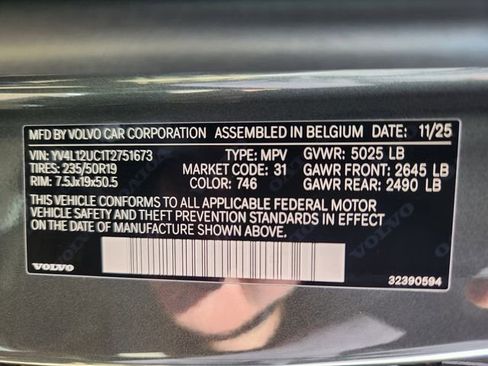 MFD BY VOLVO CAR CORPORATION ASSEMBLED IN BELGIUM DATE: 11/25
VIN: YV4L12UC1T2751673 TYPE: MPV GVWR: 5025 LB
TIRES: 235/50R19 MARKET CODE: 31 GAWR FRONT: 2645 LB
RIM: 7.5Jx19x50.5 COLOR: 746 GAWR REAR: 2490 LB
THIS VEHICLE CONFORMS TO ALL APPLICABLE FEDERAL MOTOR
VEHICLE SAFETY AND THEFT PREVENTION STANDARDS IN EFFECT
ON THE DATE OF MANUFACTURE SHOWN ABOVE.
VOLVO 32390594